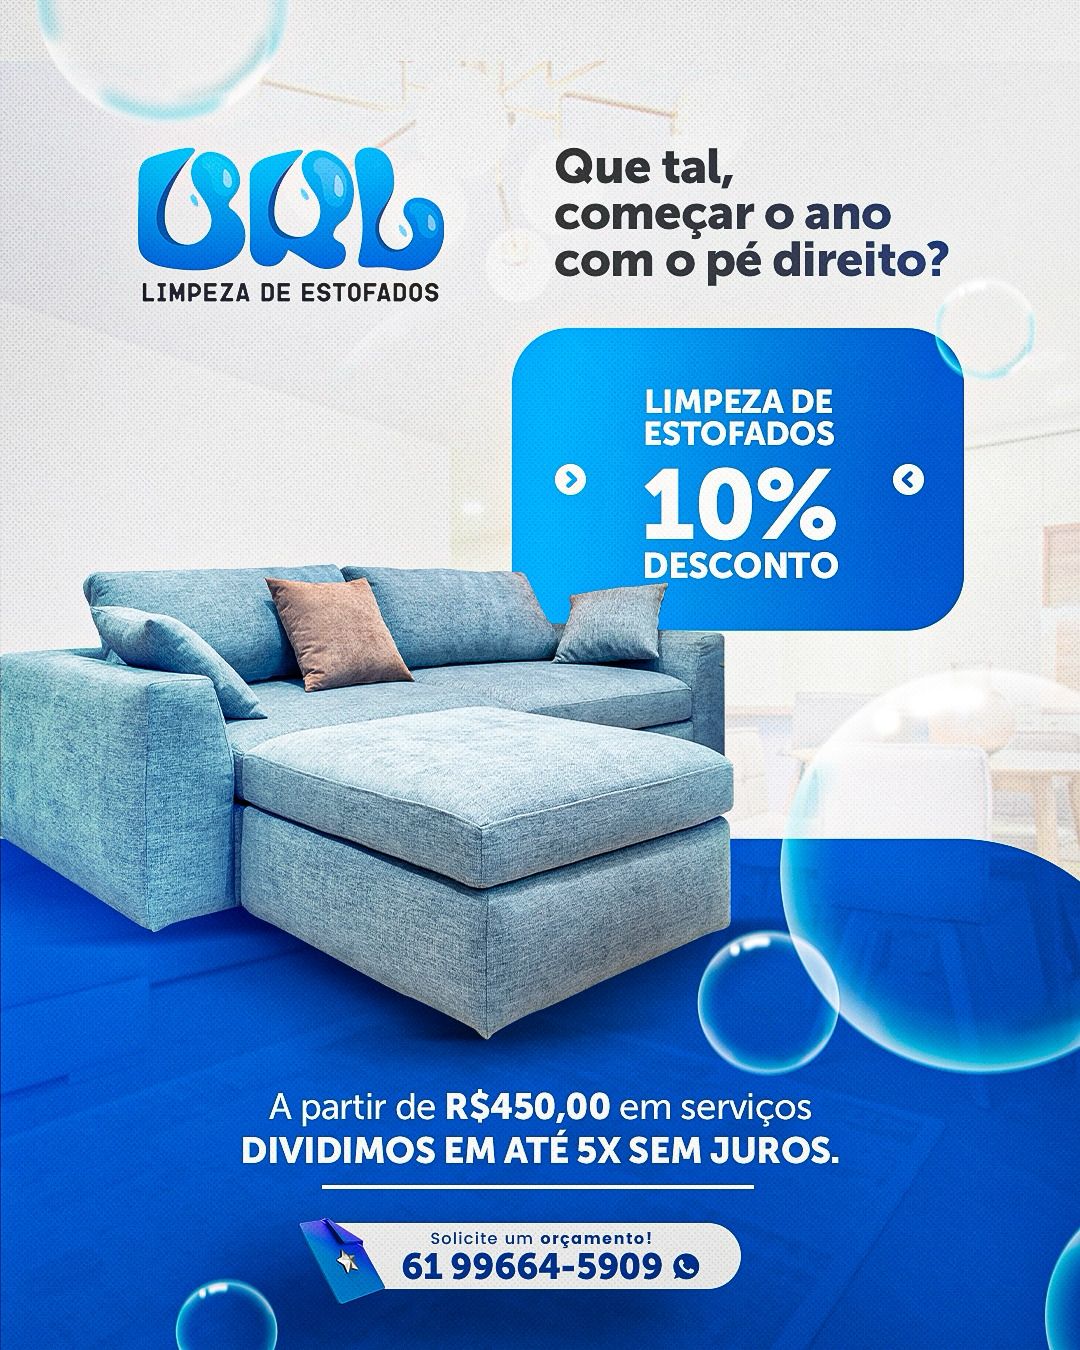 BRL
LIMPEZA DE ESTOFADOS
Que tal,
começar o ano
com o pé direito?
LIMPEZA DE
ESTOFADOS
10%
DESCONTO
A partir de R$450,00 em serviços
DIVIDIMOS EM ATÉ 5X SEM JUROS.
Solicite um orçamento!
61 99664-5909